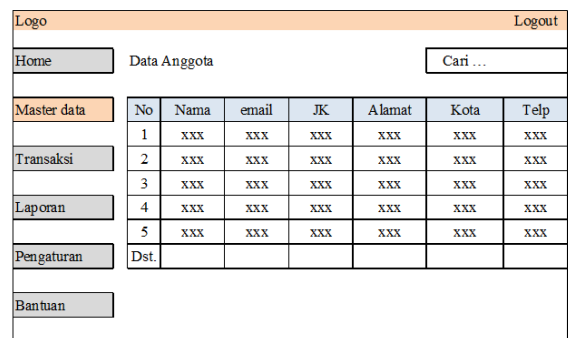 Logo Logout
Home Data Anggota Cari ...
Master data No Nama email JK Alamat Kota Telp
1 xxx xxx xxx xxx xxx xxx
Transaksi 2 xxx xxx xxx xxx xxx xxx
3 xxx xxx xxx xxx xxx xxx
Laporan 4 xxx xxx xxx xxx xxx xxx
5 xxx xxx xxx xxx xxx xxx
Pengaturan Dst.
Bantuan